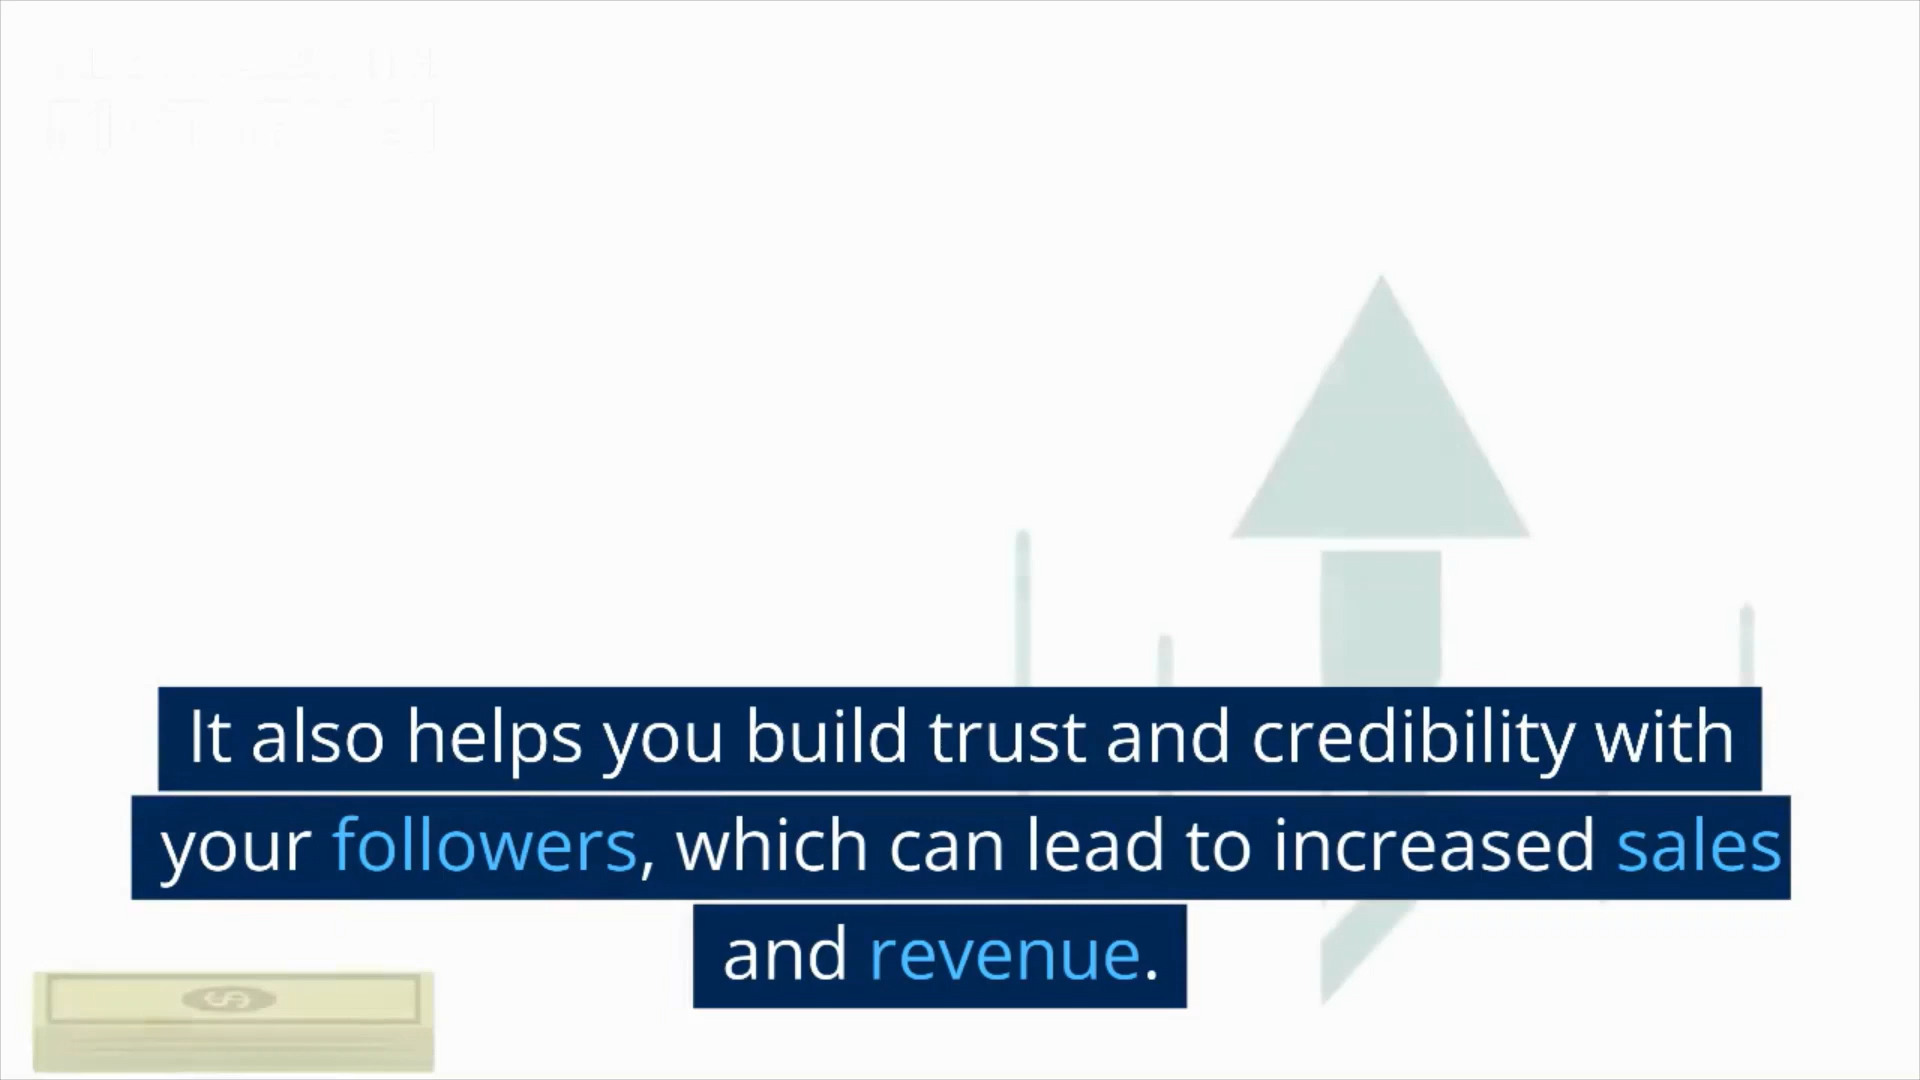 It also helps you build trust and credibility with
your followers, which can lead to increased sales
and revenue.